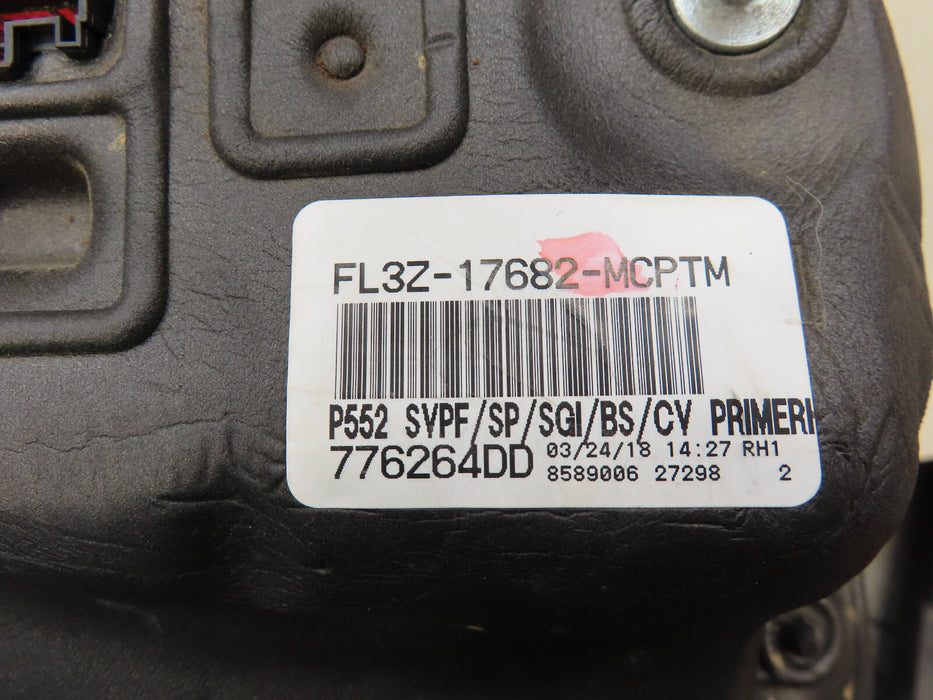 FL3Z-17682-MCPTM
P552 SVPF/SP/SGI/BS/CV
776264DD 03/24/18 14:27 RH1
8589006 27298 2